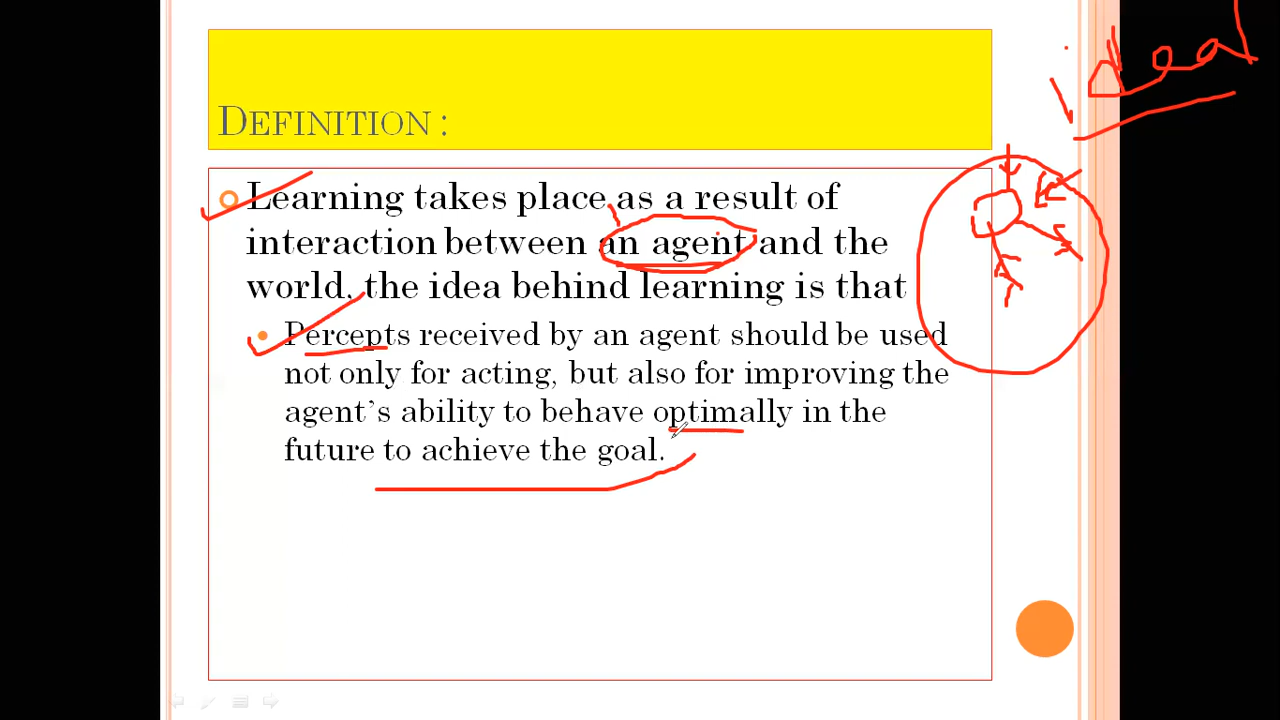 ideal
DEFINITION :
Learning takes place as a result of
interaction between an agent and the
world, the idea behind learning is that
Percepts received by an agent should be used
not only for acting, but also for improving the
agent's ability to behave optimally in the
future to achieve the goal.